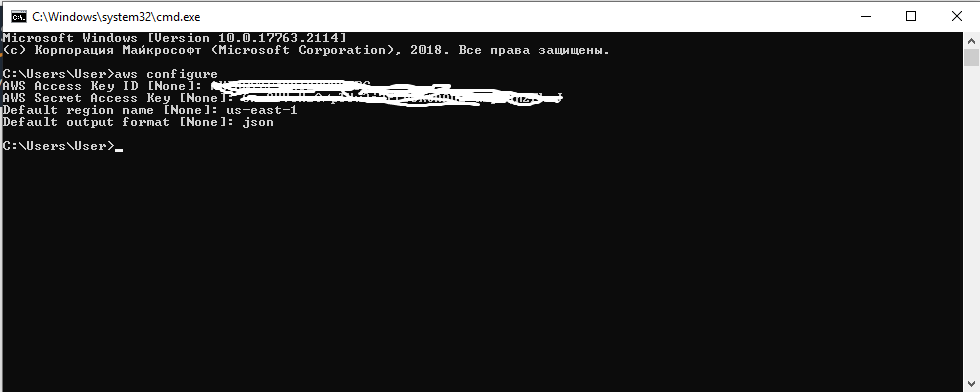 C:\Windows\system32\cmd.exe
Microsoft Windows [Version 10.0.17763.2114]
(c) Корпорация Майкрософт (Microsoft Corporation), 2018. Все права защищены.
C:\Users\User>aws configure
AWS Access Key ID [None]:
AWS Secret Access Key [None]:
Default region name [None]: us-east-1
Default output format [None]: json
C:\Users\User>